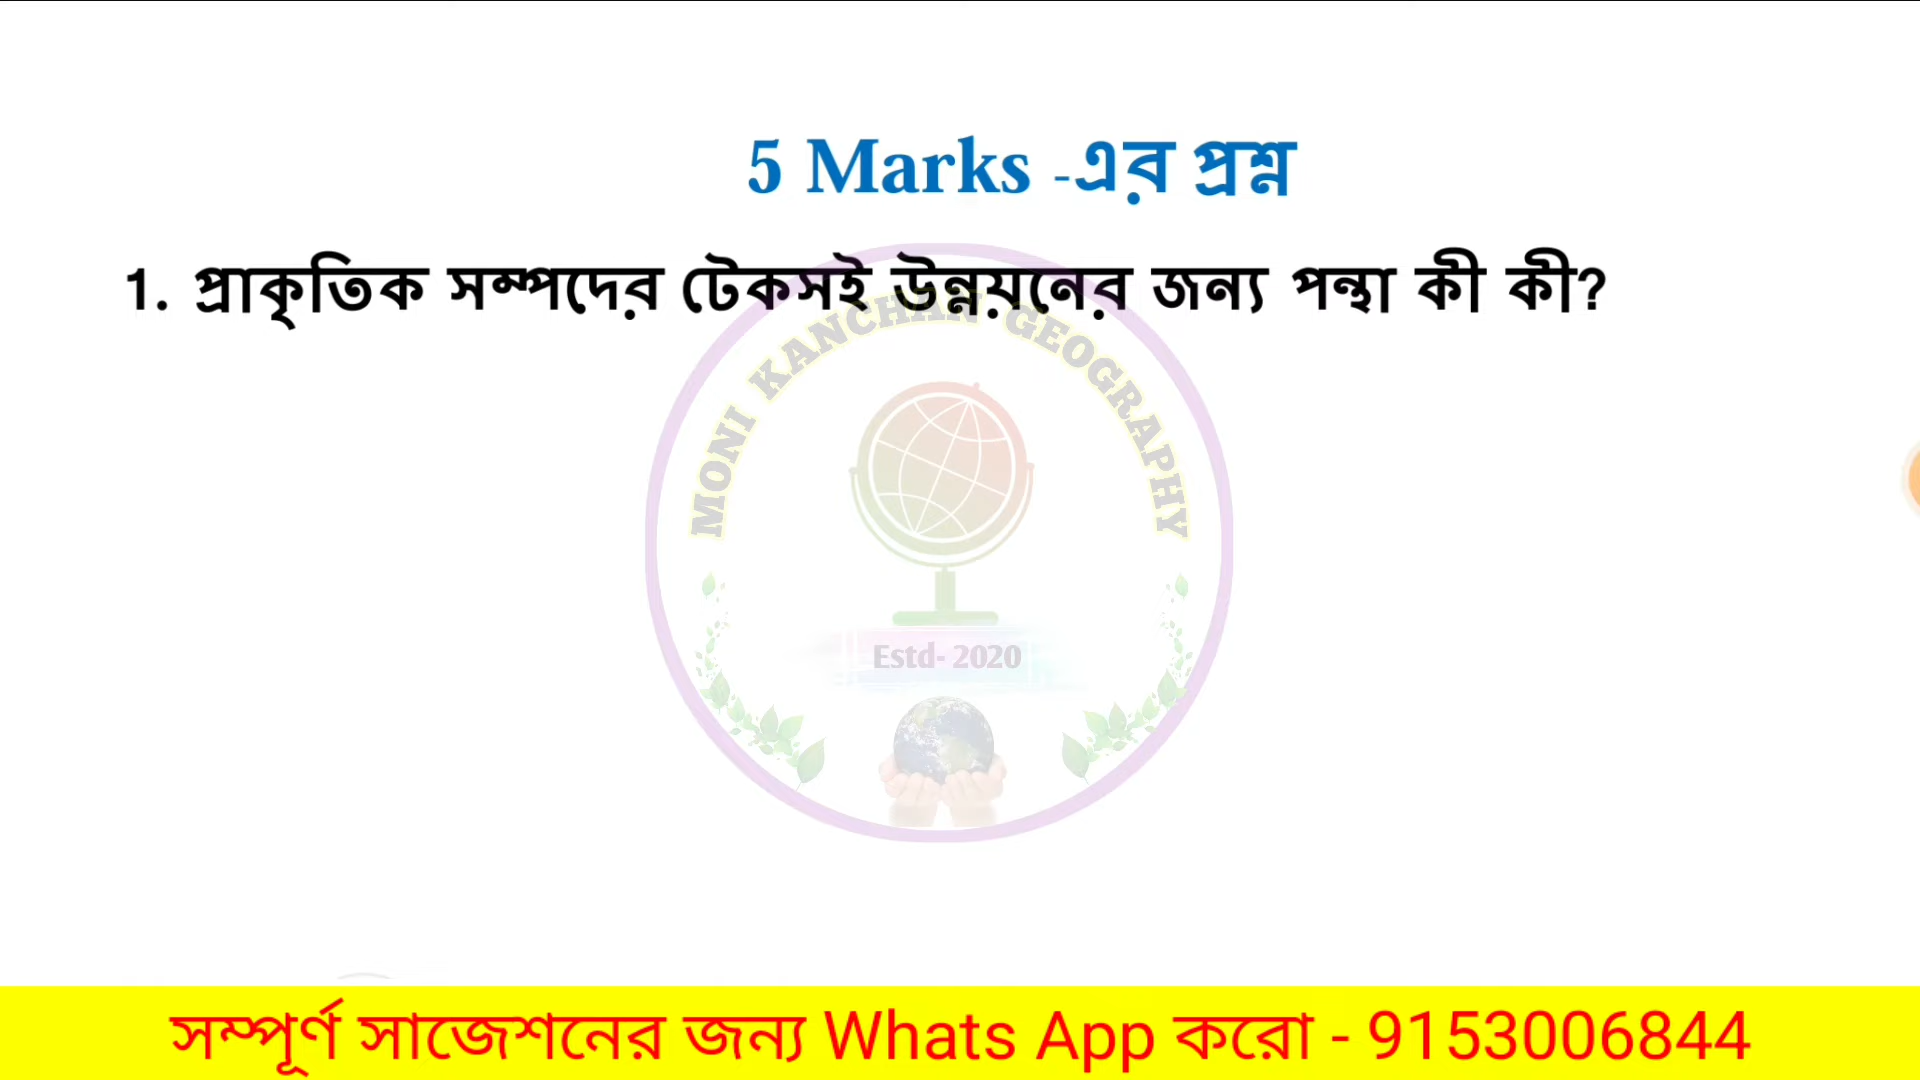 5 Marks -এর প্রশ্ন
1. প্রাকৃতিক সম্পদের টেকসই উন্নয়নের জন্য পন্থা কী কী?
MONI KANCHAN GEOGRAPHY
Estd- 2020
সম্পূর্ণ সাজেশনের জন্য Whats App করো - 9153006844